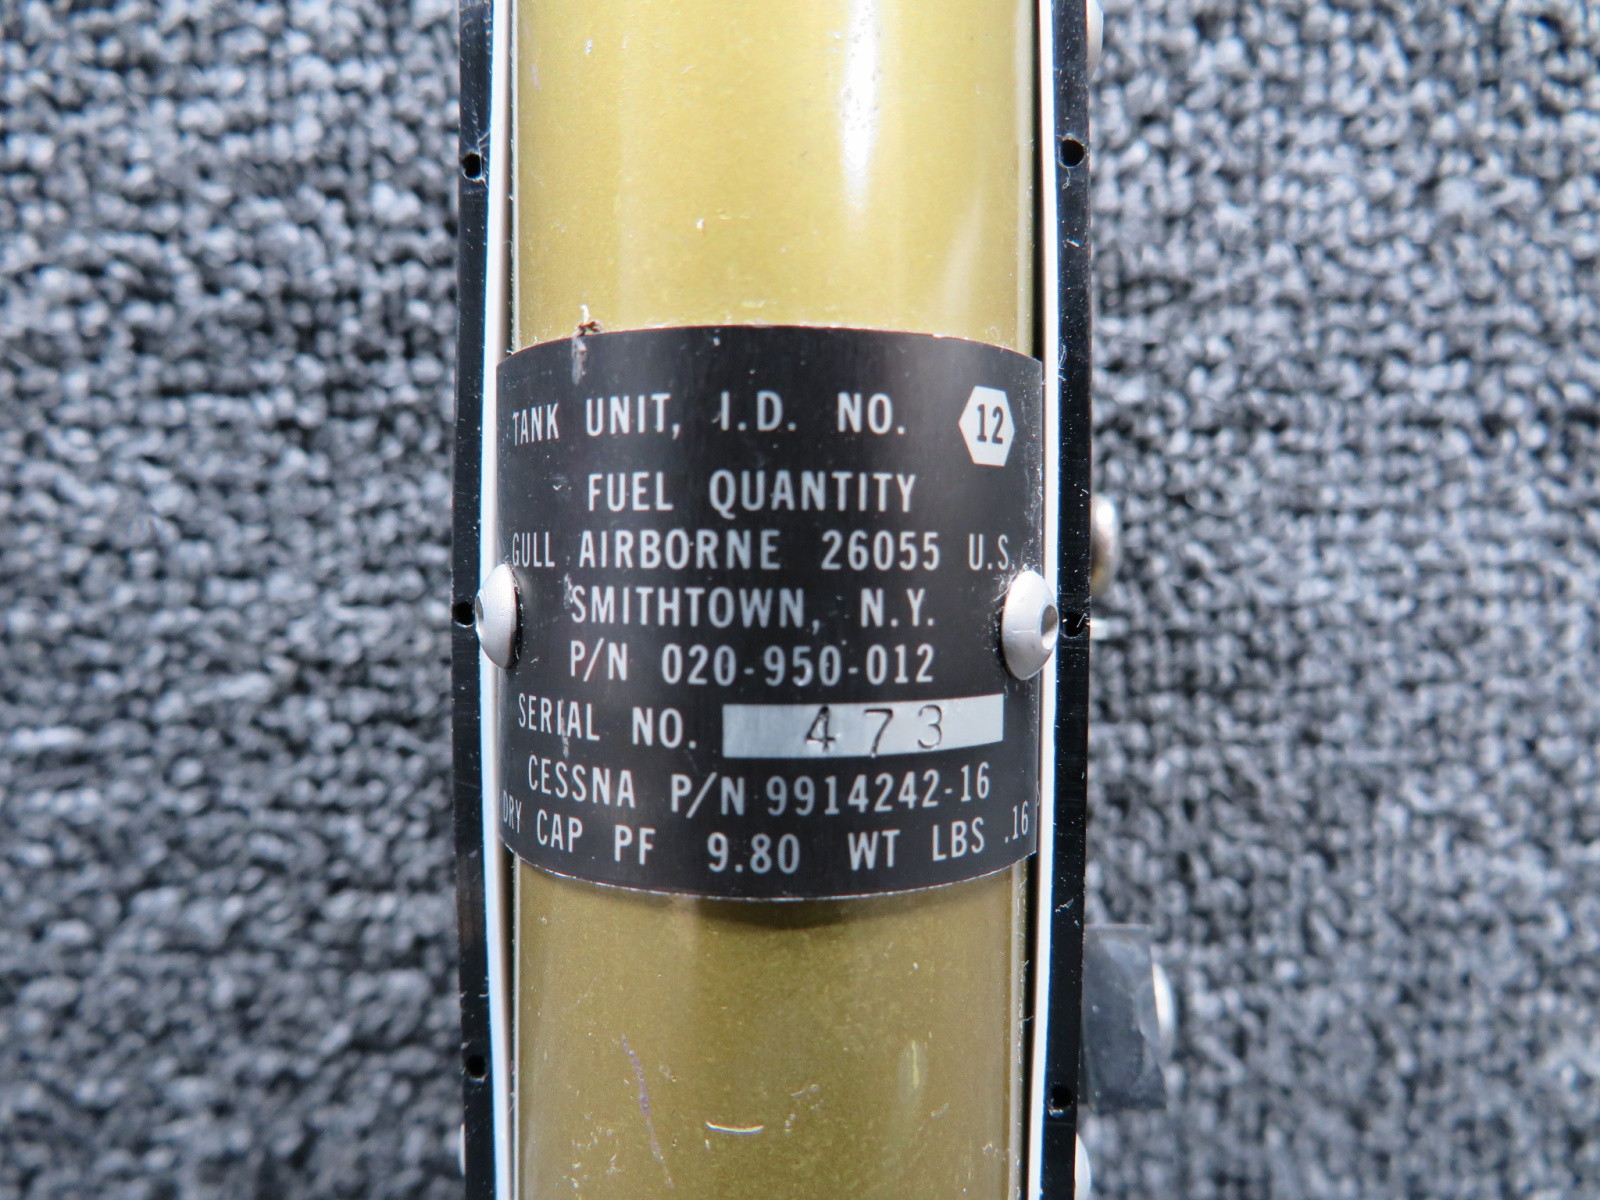 TANK UNIT, I.D. NO. 12
FUEL QUANTITY
GULL AIRBORNE 26055 U.S.
SMITHTOWN, N.Y.
P/N 020-950-012
SERIAL NO. 473
CESSNA P/N 9914242-16
DRY CAP PF 9.80 WT LBS .16